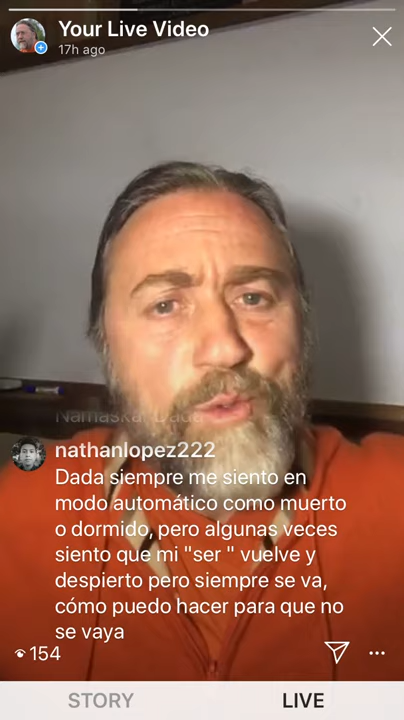 Your Live Video
17h ago
Namaskar Dada
nathanlopez222
Dada siempre me siento en
modo automático como muerto
o dormido, pero algunas veces
siento que mi "ser " vuelve y
despierto pero siempre se va,
cómo puedo hacer para que no
se vaya
154
STORY
LIVE